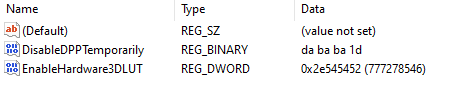 Name Type Data
(Default) REG_SZ (value not set)
DisableDPPTemporarily REG_BINARY da ba ba 1d
EnableHardware3DLUT REG_DWORD 0x2e545452 (777278546)